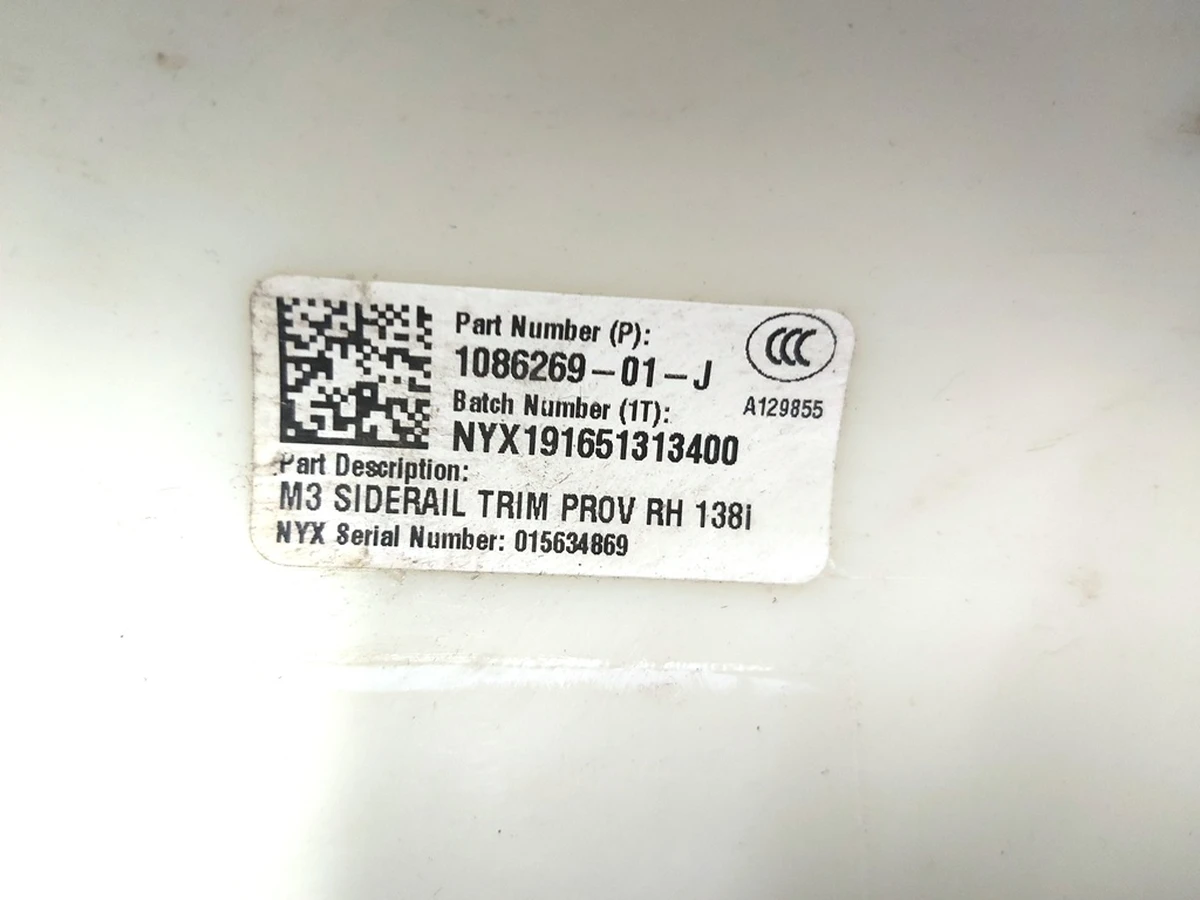 Part Number (P):
1086269-01-J
CCC
A129855
Batch Number (1T):
NYX191651313400
Part Description:
M3 SIDERAIL TRIM PROV RH 138i
NYX Serial Number: 015634869